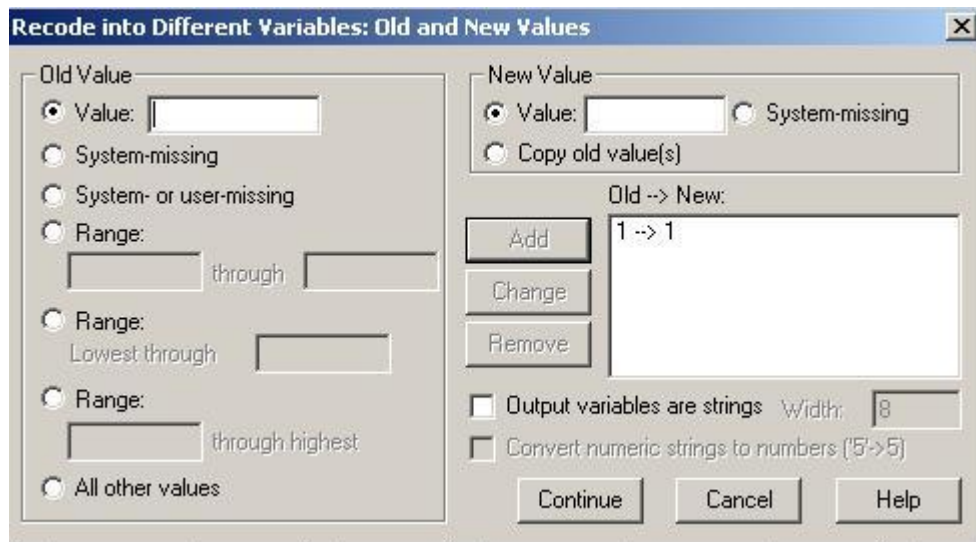 Recode into Different Variables: Old and New Values
Old Value
Value:
System-missing
System- or user-missing
Range:
through
Range:
Lowest through
Range:
through highest
All other values
New Value
Value:
System-missing
Copy old value(s)
Old --> New:
1 --> 1
Add
Change
Remove
Output variables are strings Width: 8
Convert numeric strings to numbers ('5'->5)
Continue Cancel Help